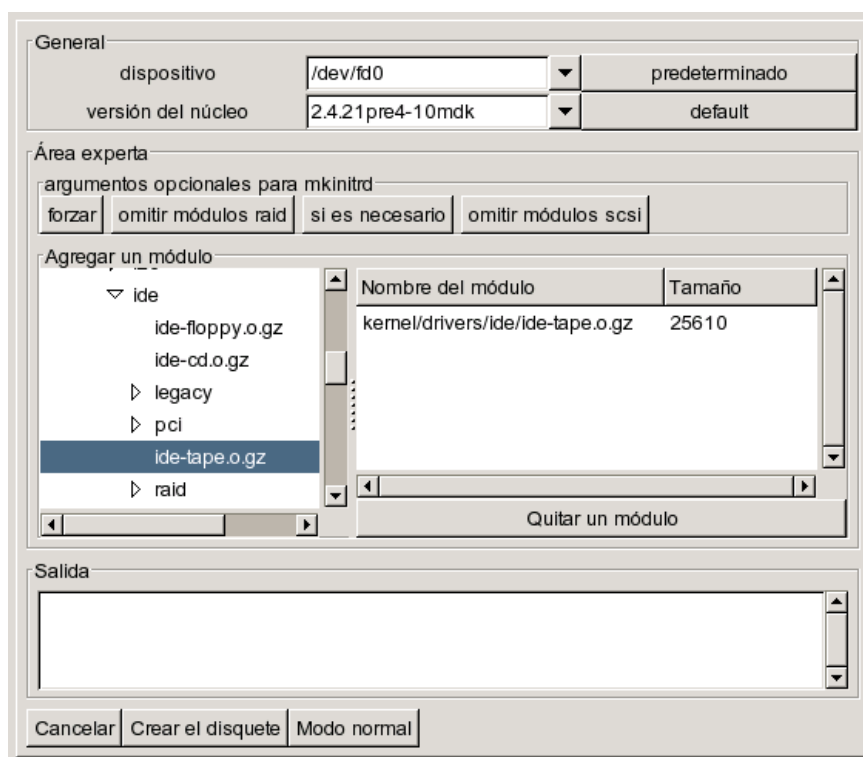 General
dispositivo /dev/fd0 predeterminado
versión del núcleo 2.4.21pre4-10mdk default
Área experta
argumentos opcionales para mkinitrd
forzar omitir módulos raid si es necesario omitir módulos scsi
Agregar un módulo
ide
ide-floppy.o.gz
ide-cd.o.gz
legacy
pci
ide-tape.o.gz
raid
Nombre del módulo Tamaño
kernel/drivers/ide/ide-tape.o.gz 25610
Quitar un módulo
Salida
Cancelar Crear el disquete Modo normal